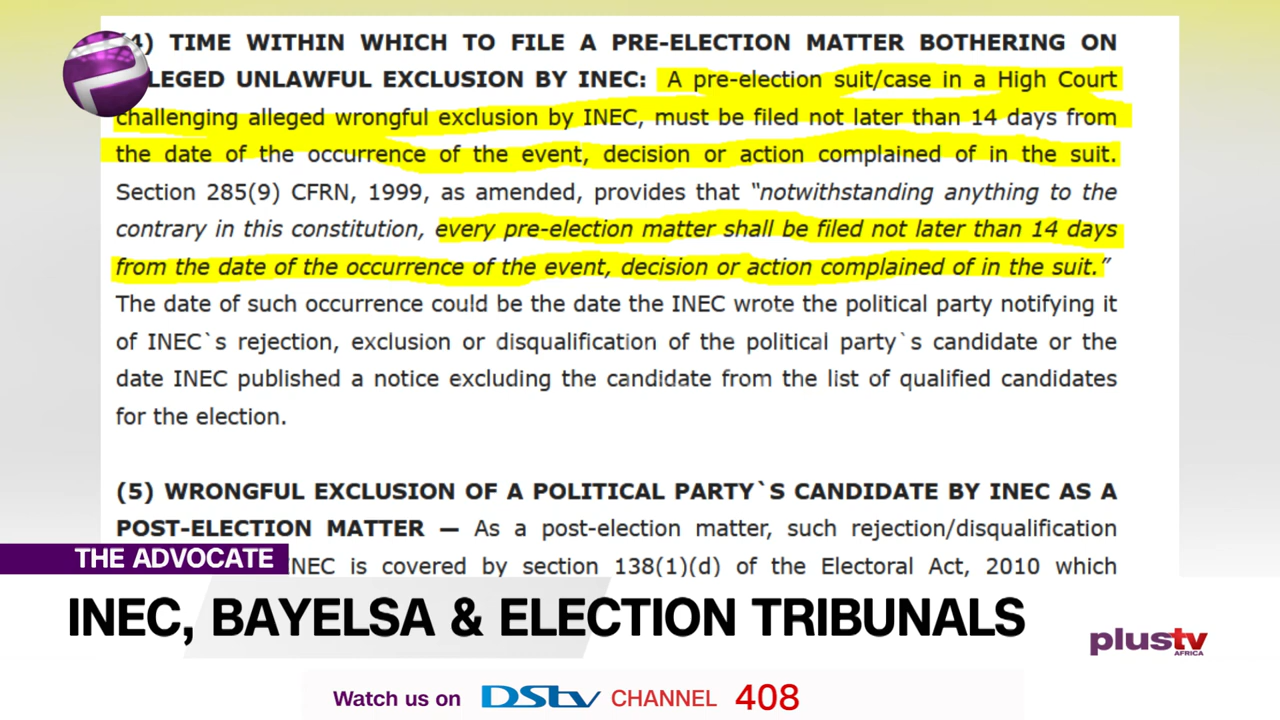 4) TIME WITHIN WHICH TO FILE A PRE-ELECTION MATTER BOTHERING ON
LLEGED UNLAWFUL EXCLUSION BY INEC: A pre-election suit/case in a High Court
challenging alleged wrongful exclusion by INEC, must be filed not later than 14 days from
the date of the occurrence of the event, decision or action complained of in the suit.
Section 285(9) CFRN, 1999, as amended, provides that “notwithstanding anything to the
contrary in this constitution, every pre-election matter shall be filed not later than 14 days
from the date of the occurrence of the event, decision or action complained of in the suit.”
The date of such occurrence could be the date the INEC wrote the political party notifying it
of INEC`s rejection, exclusion or disqualification of the political party`s candidate or the
date INEC published a notice excluding the candidate from the list of qualified candidates
for the election.
(5) WRONGFUL EXCLUSION OF A POLITICAL PARTY`S CANDIDATE BY INEC AS A
POST-ELECTION MATTER — As a post-election matter, such rejection/disqualification
INEC is covered by section 138(1)(d) of the Electoral Act, 2010 which
THE ADVOCATE
INEC, BAYELSA & ELECTION TRIBUNALS
plustv
AFRICA
Watch us on DStv CHANNEL 408